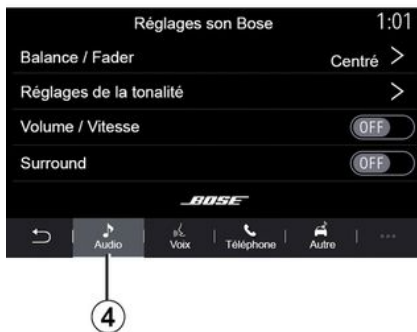 Réglages son Bose 1:01
Balance / Fader Centré >
Réglages de la tonalité >
Volume / Vitesse OFF
Surround OFF
BOSE
Audio Voix Téléphone Autre ...
4